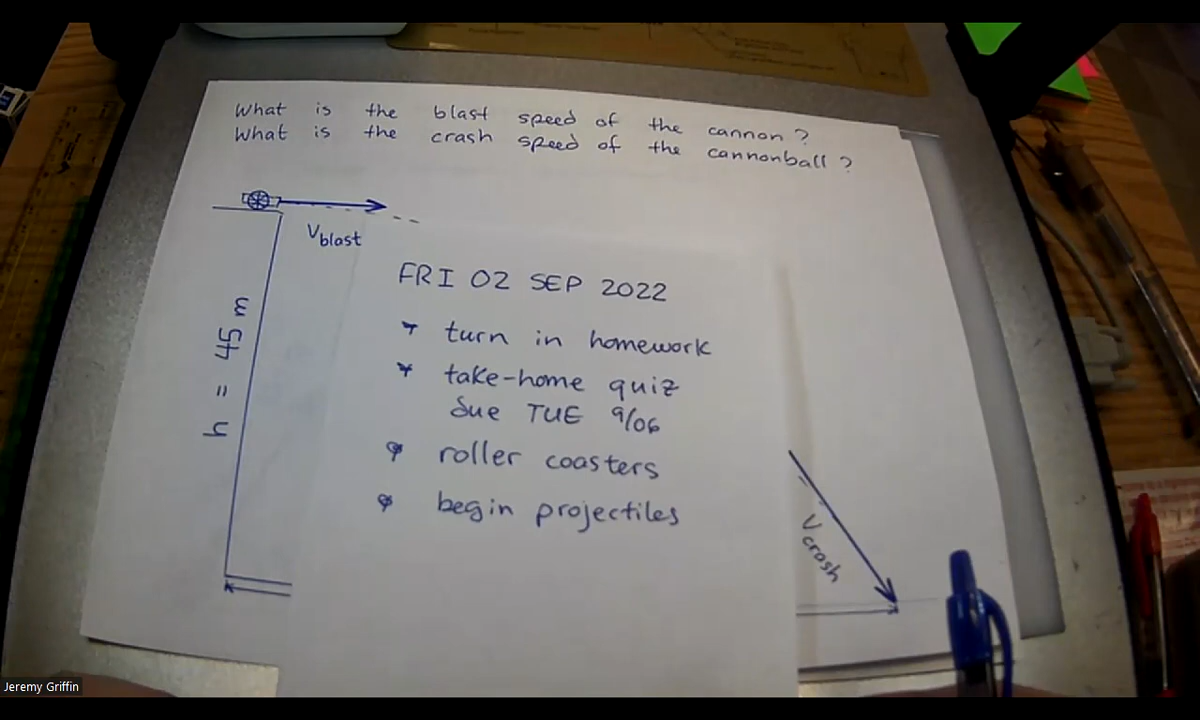 What is the blast speed of the cannon?
What is the crash speed of the cannonball?
Vblast
h = 45 m
FRI 02 SEP 2022
* turn in homework
* take-home quiz
due TUE 9/06
roller coasters
begin projectiles
Vcrash
Jeremy Griffin